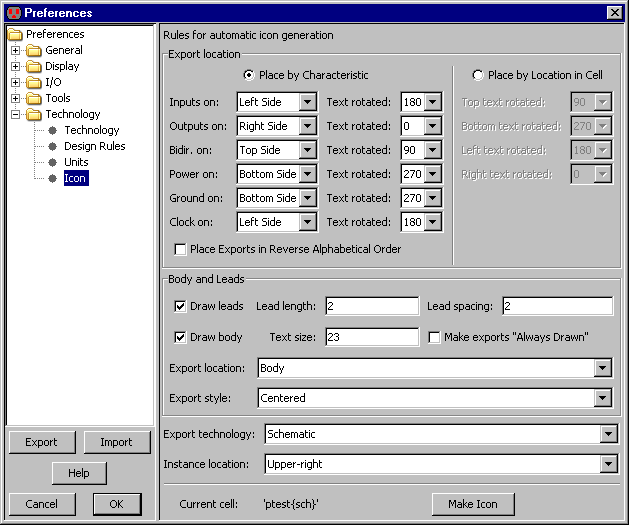 Preferences
Preferences
General
Display
I/O
Tools
Technology
Technology
Design Rules
Units
Icon
Export Import
Help
Cancel OK
Rules for automatic icon generation
Export location
Place by Characteristic
Inputs on: Left Side Text rotated: 180
Outputs on: Right Side Text rotated: 0
Bidir. on: Top Side Text rotated: 90
Power on: Bottom Side Text rotated: 270
Ground on: Bottom Side Text rotated: 270
Clock on: Left Side Text rotated: 180
Place Exports in Reverse Alphabetical Order
Place by Location in Cell
Top text rotated: 90
Bottom text rotated: 270
Left text rotated: 180
Right text rotated: 0
Body and Leads
Draw leads Lead length: 2 Lead spacing: 2
Draw body Text size: 23 Make exports "Always Drawn"
Export location: Body
Export style: Centered
Export technology: Schematic
Instance location: Upper-right
Current cell: 'ptest{sch}' Make Icon